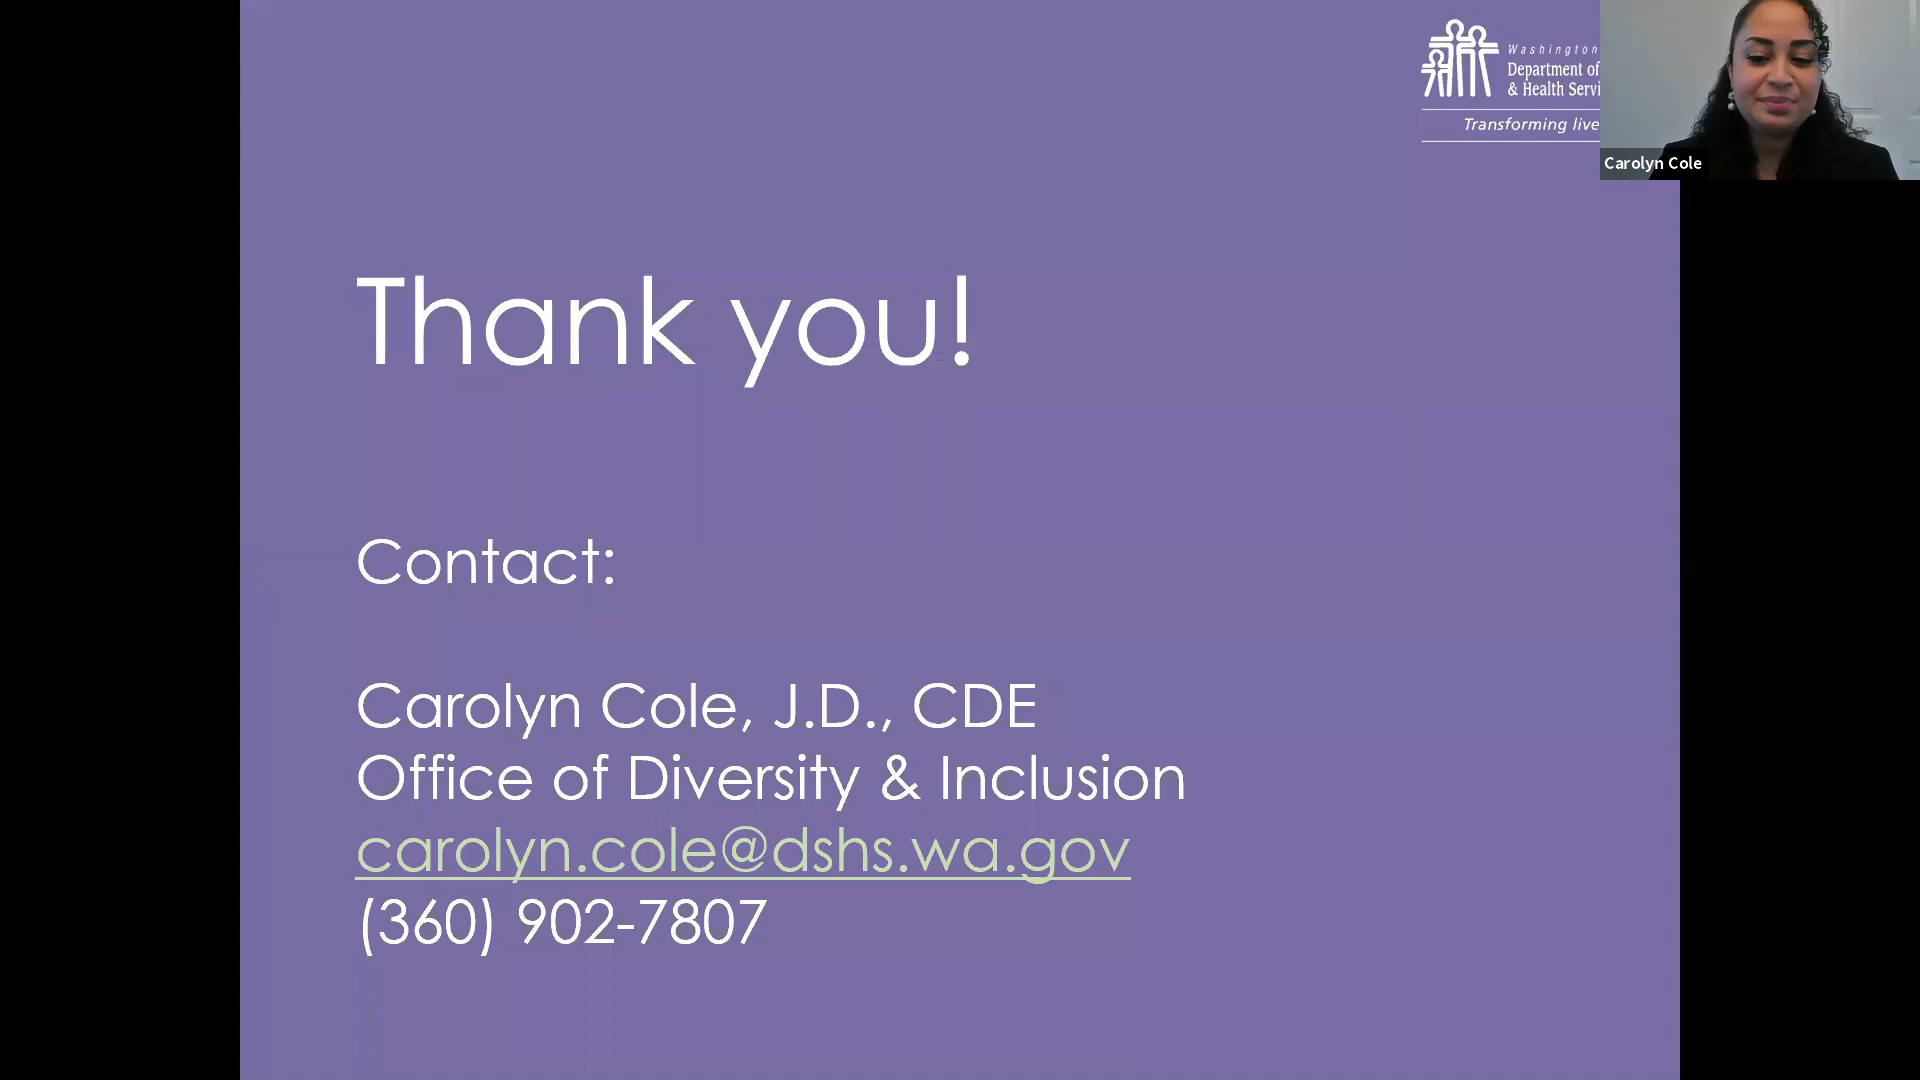 Washington
Department of
& Health Servi
Transforming live
Carolyn Cole
Thank you!
Contact:
Carolyn Cole, J.D., CDE
Office of Diversity & Inclusion
carolyn.cole@dshs.wa.gov
(360) 902-7807